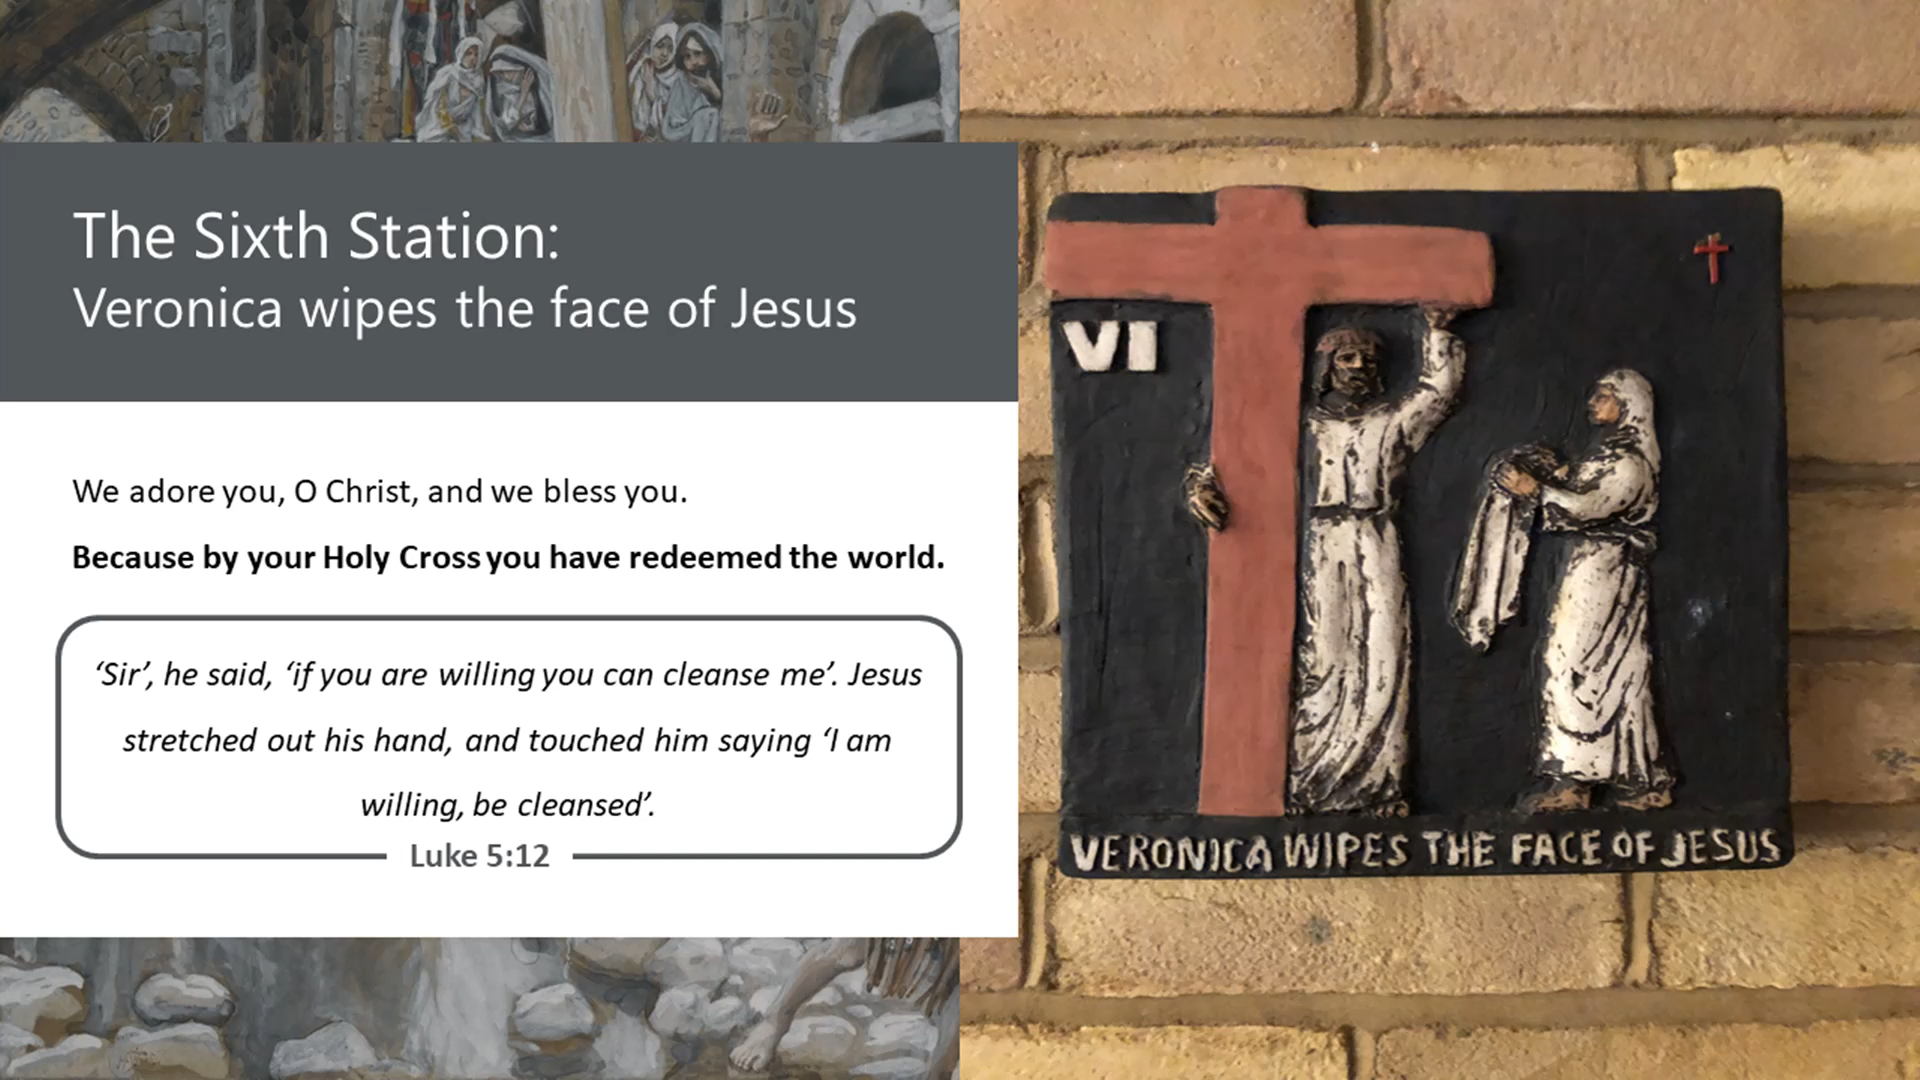 The Sixth Station:
Veronica wipes the face of Jesus
We adore you, O Christ, and we bless you.
Because by your Holy Cross you have redeemed the world.
‘Sir’, he said, ‘if you are willing you can cleanse me’. Jesus
stretched out his hand, and touched him saying ‘I am
willing, be cleansed’.
Luke 5:12
VI
VERONICA WIPES THE FACE OF JESUS